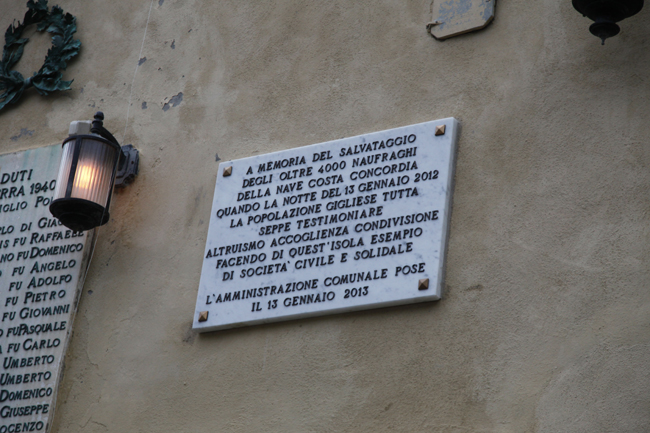 DUTI
A MEMORIA DEL SALVATAGGIO
DEGLI OLTRE 4000 NAUFRAGHI
DELLA NAVE COSTA CONCORDIA
QUANDO LA NOTTE DEL 13 GENNAIO 2012
LA POPOLAZIONE GIGLIESE TUTTA
SEPPE TESTIMONIARE
ALTRUISMO ACCOGLIENZA CONDIVISIONE
FACENDO DI QUEST'ISOLA ESEMPIO
DI SOCIETA' CIVILE E SOLIDALE
L'AMMINISTRAZIONE COMUNALE POSE
IL 13 GENNAIO 2013
FU RAFFAELE
FU DOMENICO
FU ANGELO
FU ADOLFO
FU PIETRO
FU GIOVANNI
FU PASQUALE
FU CARLO
UMBERTO
UMBERTO
DOMENICO
GIUSEPPE